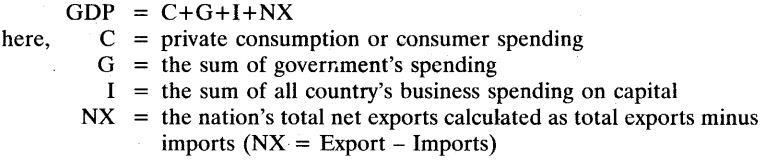 GDP = C+G+I+NX
here, C = private consumption or consumer spending
G = the sum of government's spending
I = the sum of all country's business spending on capital
NX = the nation's total net exports calculated as total exports minus
imports (NX = Export – Imports)